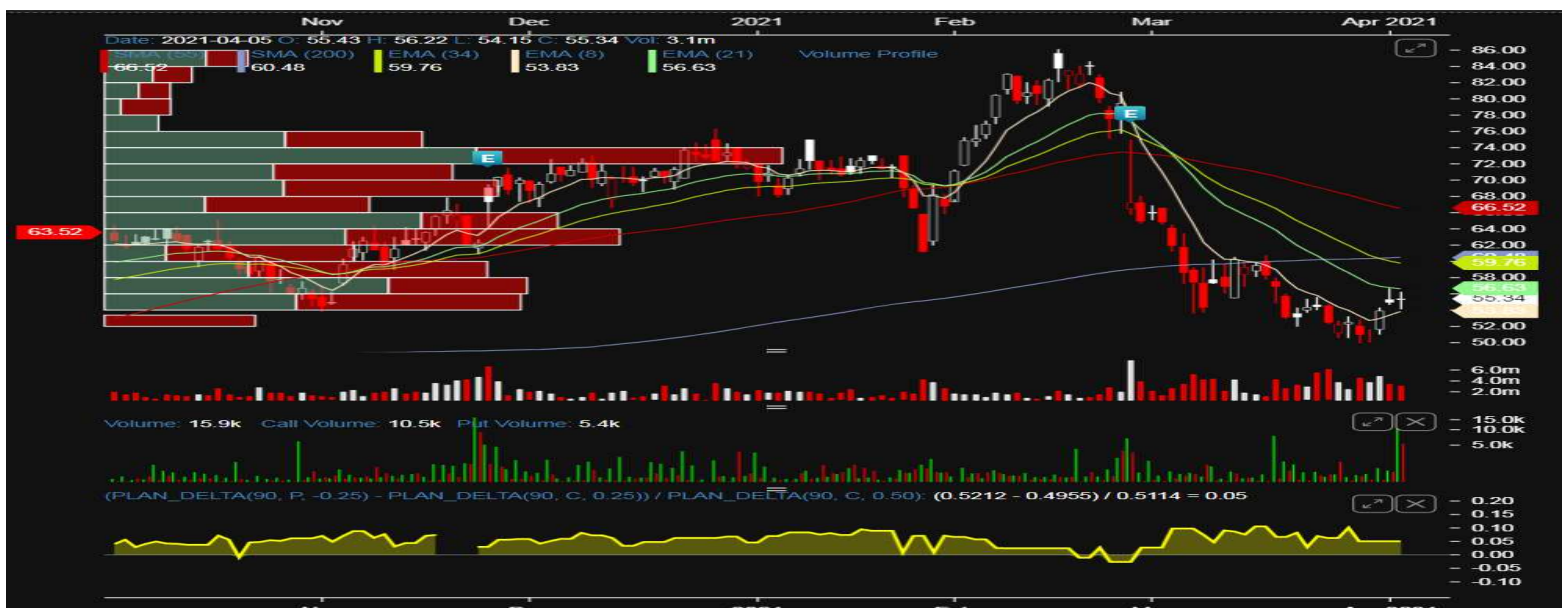 Nov Dec 2021 Feb Mar Apr 2021
Date: 2021-04-05 O: 55.43 H: 56.22 L: 54.15 C: 55.34 Vol: 3.1m
SMA (55) SMA (200) EMA (34) EMA (8) EMA (21) Volume Profile
66.52 60.48 59.76 53.83 56.63
86.00
84.00
82.00
80.00
78.00
E
76.00
74.00
E
72.00
70.00
68.00
66.52
63.52
64.00
62.00
59.76
58.00
56.63
55.34
52.00
50.00
6.0m
4.0m
2.0m
Volume: 15.9k Call Volume: 10.5k Put Volume: 5.4k
15.0k
10.0k
5.0k
(PLAN_DELTA(90, P, -0.25) - PLAN_DELTA(90, C, 0.25)) / PLAN_DELTA(90, C, 0.50): (0.5212 - 0.4955) / 0.5114 = 0.05
0.20
0.15
0.10
0.05
0.00
-0.05
-0.10